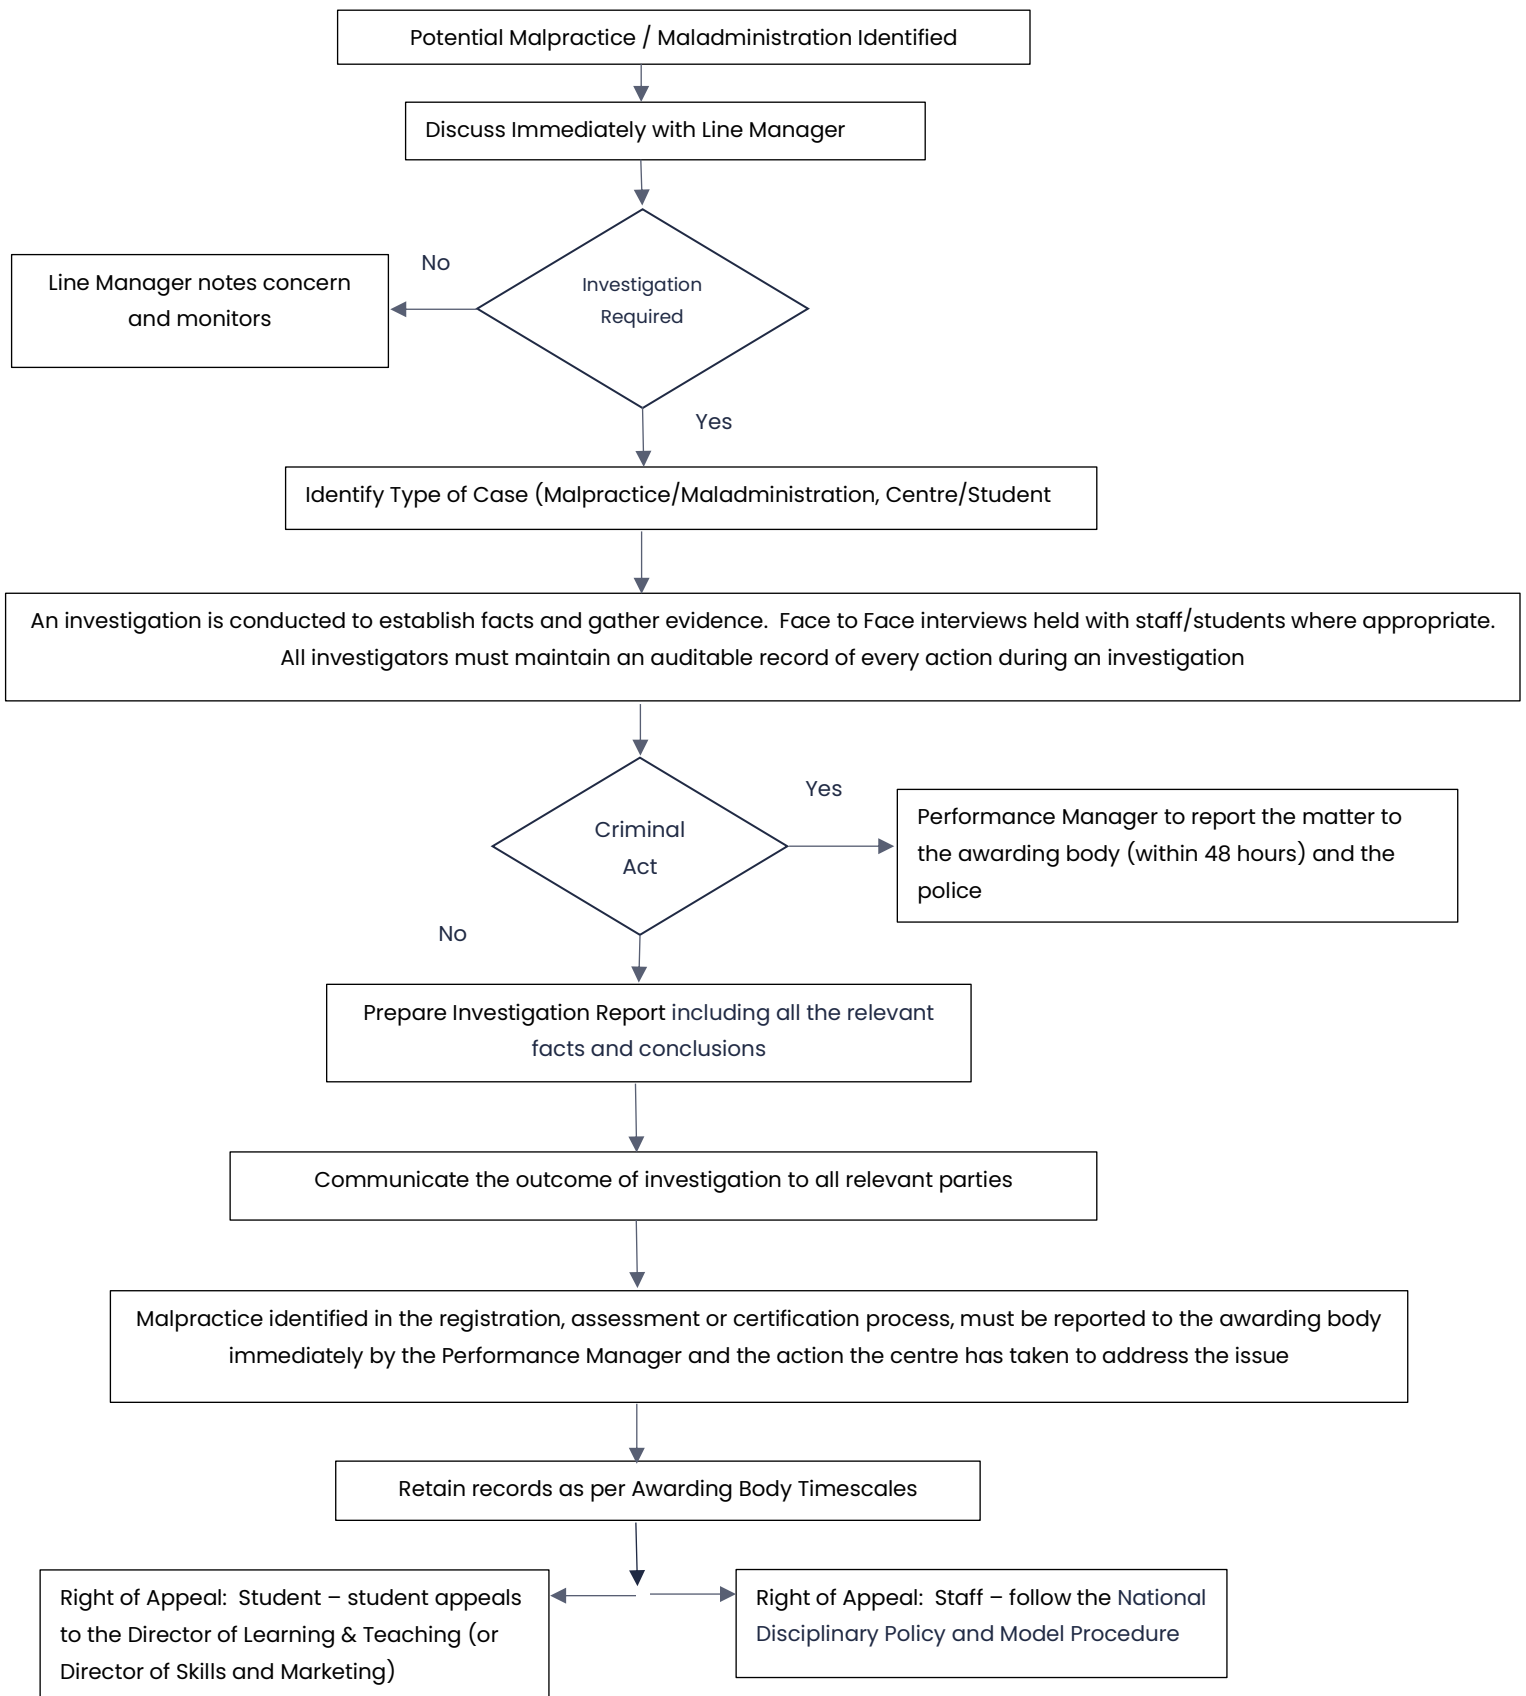 Potential Malpractice / Maladministration Identified
Discuss Immediately with Line Manager
No
Line Manager notes concern
and monitors
Investigation
Required
Yes
Identify Type of Case (Malpractice/Maladministration, Centre/Student
An investigation is conducted to establish facts and gather evidence.  Face to Face interviews held with staff/students where appropriate.
All investigators must maintain an auditable record of every action during an investigation
Criminal
Act
Yes
Performance Manager to report the matter to
the awarding body (within 48 hours) and the
police
No
Prepare Investigation Report including all the relevant
facts and conclusions
Communicate the outcome of investigation to all relevant parties
Malpractice identified in the registration, assessment or certification process, must be reported to the awarding body
immediately by the Performance Manager and the action the centre has taken to address the issue
Retain records as per Awarding Body Timescales
Right of Appeal:  Student – student appeals
to the Director of Learning & Teaching (or
Director of Skills and Marketing)
Right of Appeal:  Staff – follow the National
Disciplinary Policy and Model Procedure